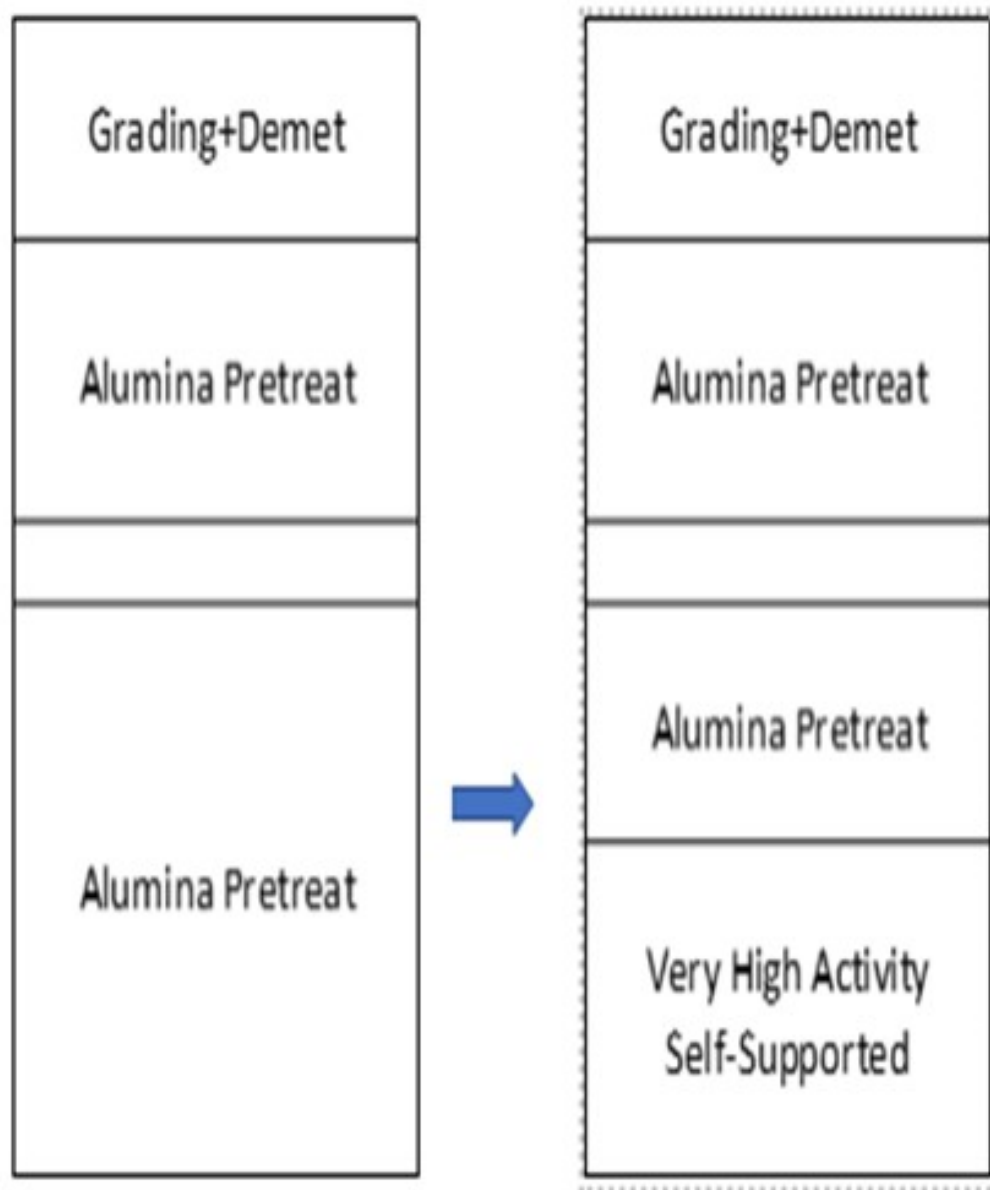 Grading+Demet
Alumina Pretreat
Alumina Pretreat
Grading+Demet
Alumina Pretreat
Alumina Pretreat
Very High Activity
Self-Supported